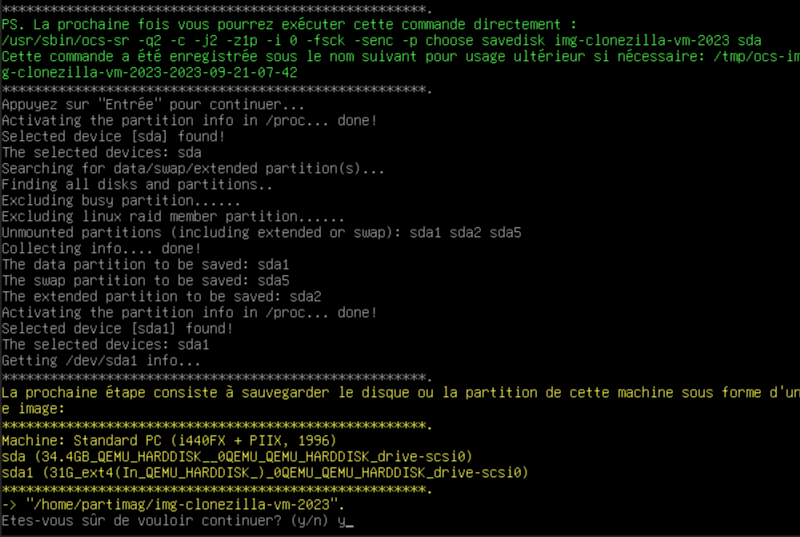 *****************************************************.
PS. La prochaine fois vous pourrez exécuter cette commande directement :
/usr/sbin/ocs-sr -q2 -c -j2 -z1p -i 0 -fsck -senc -p choose savedisk img-clonezilla-vm-2023 sda
Cette commande a été enregistrée sous le nom suivant pour usage ultérieur si nécessaire: /tmp/ocs-im
g-clonezilla-vm-2023-2023-09-21-07-42
*****************************************************.
Appuyez sur "Entrée" pour continuer...
Activating the partition info in /proc... done!
Selected device [sda] found!
The selected devices: sda
Searching for data/swap/extended partition(s)...
Finding all disks and partitions..
Excluding busy partition......
Excluding linux raid member partition......
Unmounted partitions (including extended or swap): sda1 sda2 sda5
Collecting info.... done!
The data partition to be saved: sda1
The swap partition to be saved: sda5
The extended partition to be saved: sda2
Activating the partition info in /proc... done!
Selected device [sda1] found!
The selected devices: sda1
Getting /dev/sda1 info...
*****************************************************.
La prochaine étape consiste à sauvegarder le disque ou la partition de cette machine sous forme d'un
e image:
*****************************************************.
Machine: Standard PC (i440FX + PIIX, 1996)
sda (34.4GB_QEMU_HARDDISK__0QEMU_QEMU_HARDDISK_drive-scsi0)
sda1 (31G_ext4(In_QEMU_HARDDISK_)_0QEMU_QEMU_HARDDISK_drive-scsi0)
*****************************************************.
-> "/home/partimag/img-clonezilla-vm-2023".
Etes-vous sûr de vouloir continuer? (y/n) y_